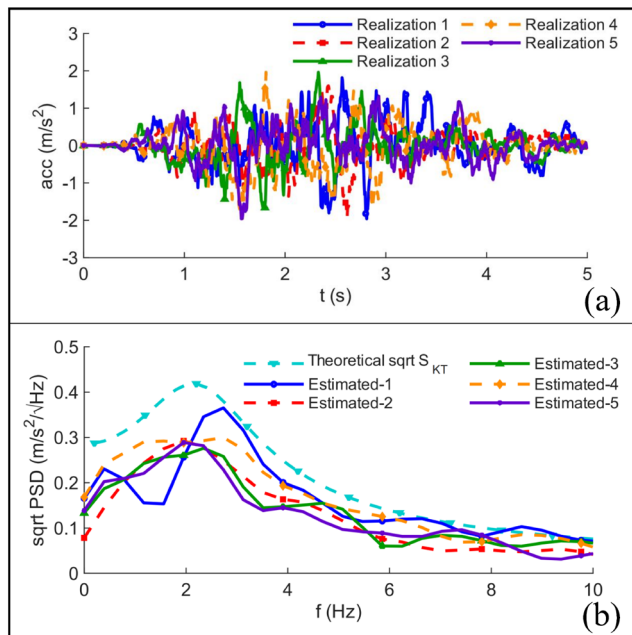 Realization 1
Realization 4
Realization 2
Realization 5
Realization 3
3
2
1
0
-1
-2
-3
acc (m/s²)
0 1 2 3 4 5
t (s)
(a)
0.5
0.4
0.3
0.2
0.1
0
sqrt PSD (m/s²/√Hz)
Theoretical sqrt S KT
Estimated-3
Estimated-1
Estimated-4
Estimated-2
Estimated-5
0 2 4 6 8 10
f (Hz)
(b)